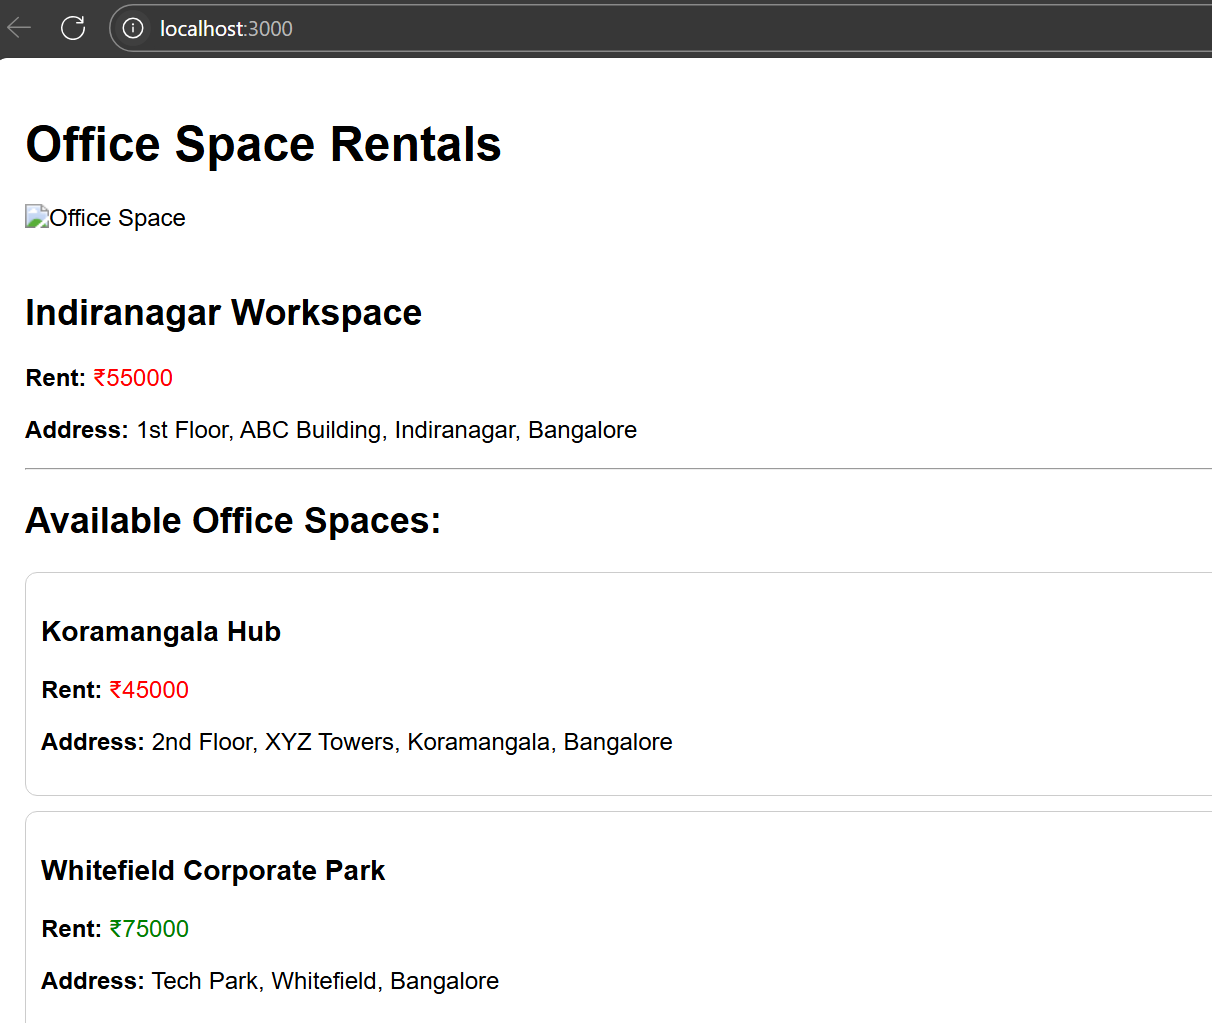 localhost:3000
Office Space Rentals
Office Space
Indiranagar Workspace
Rent: ₹55000
Address: 1st Floor, ABC Building, Indiranagar, Bangalore
Available Office Spaces:
Koramangala Hub
Rent: ₹45000
Address: 2nd Floor, XYZ Towers, Koramangala, Bangalore
Whitefield Corporate Park
Rent: ₹75000
Address: Tech Park, Whitefield, Bangalore